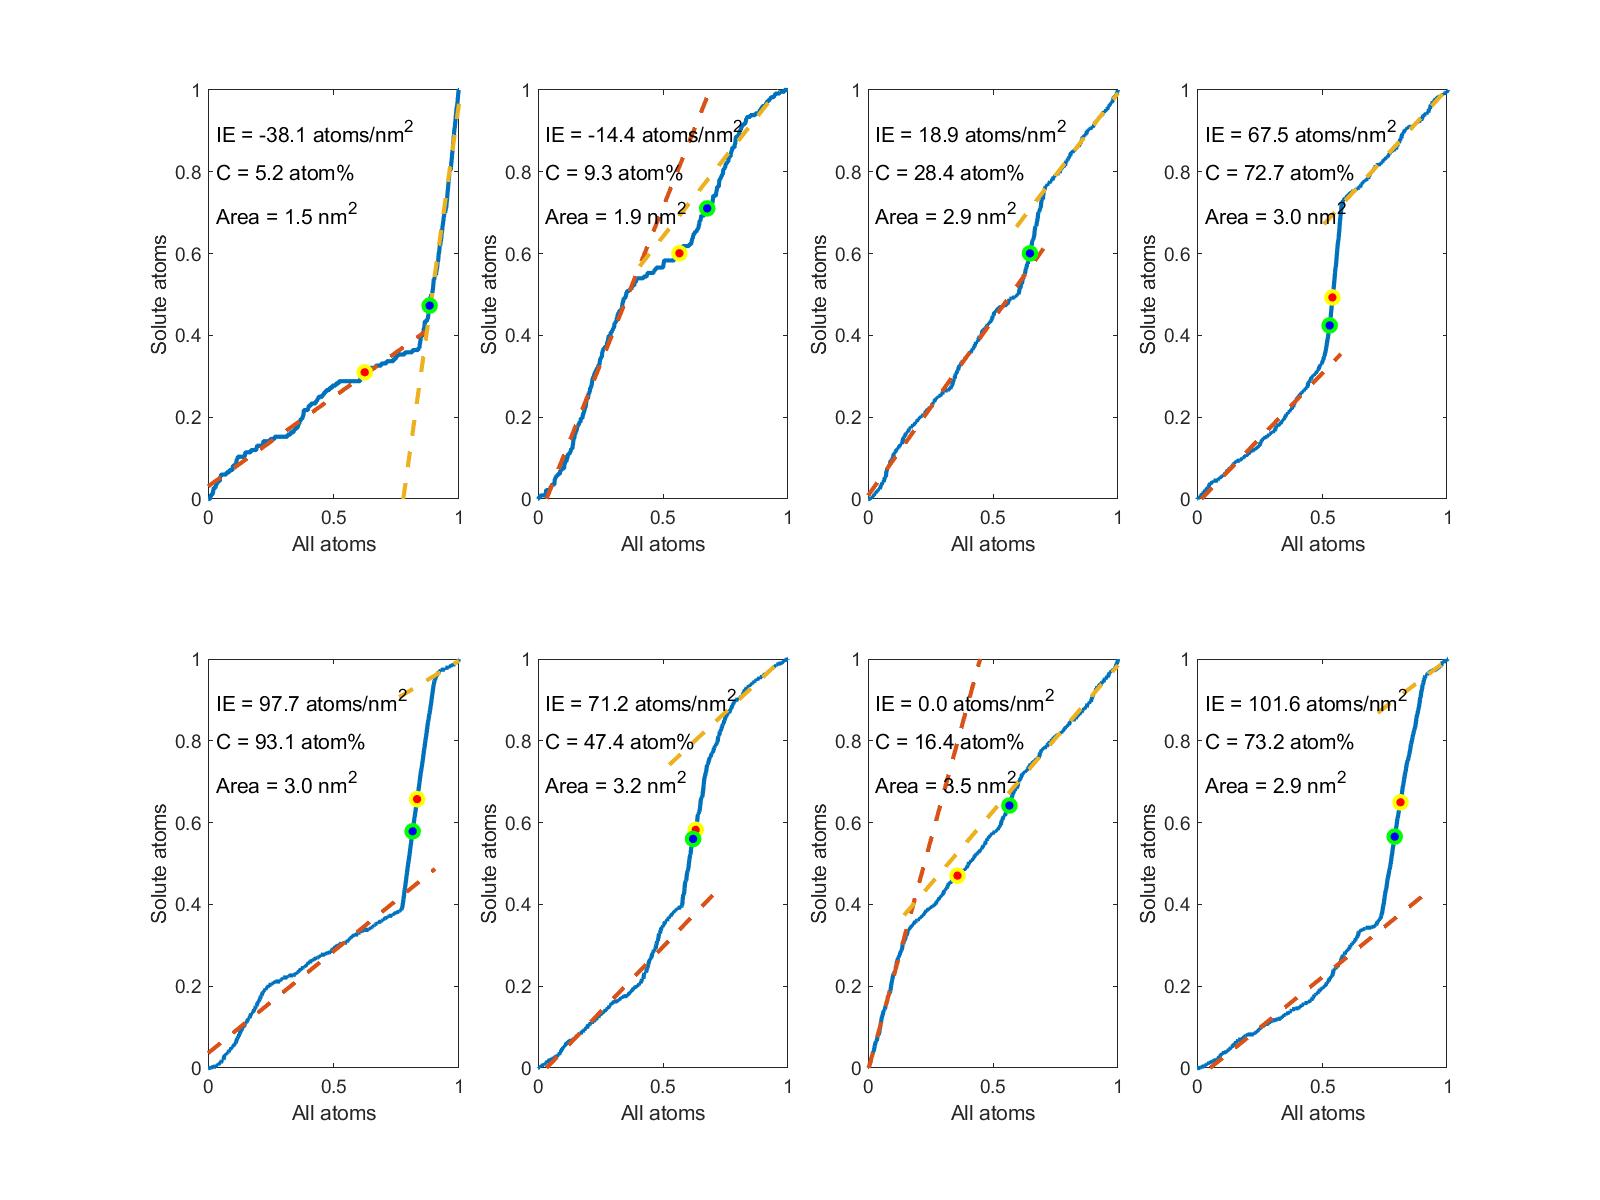 IE = -38.1 atoms/nm²
C = 5.2 atom%
Area = 1.5 nm²
Solute atoms
0
0.2
0.4
0.6
0.8
1
0 0.5 1
All atoms
IE = -14.4 atoms/nm²
C = 9.3 atom%
Area = 1.9 nm²
Solute atoms
0
0.2
0.4
0.6
0.8
1
0 0.5 1
All atoms
IE = 18.9 atoms/nm²
C = 28.4 atom%
Area = 2.9 nm²
Solute atoms
0
0.2
0.4
0.6
0.8
1
0 0.5 1
All atoms
IE = 67.5 atoms/nm²
C = 72.7 atom%
Area = 3.0 nm²
Solute atoms
0
0.2
0.4
0.6
0.8
1
0 0.5 1
All atoms
IE = 97.7 atoms/nm²
C = 93.1 atom%
Area = 3.0 nm²
Solute atoms
0
0.2
0.4
0.6
0.8
1
0 0.5 1
All atoms
IE = 71.2 atoms/nm²
C = 47.4 atom%
Area = 3.2 nm²
Solute atoms
0
0.2
0.4
0.6
0.8
1
0 0.5 1
All atoms
IE = 0.0 atoms/nm²
C = 16.4 atom%
Area = 3.5 nm²
Solute atoms
0
0.2
0.4
0.6
0.8
1
0 0.5 1
All atoms
IE = 101.6 atoms/nm²
C = 73.2 atom%
Area = 2.9 nm²
Solute atoms
0
0.2
0.4
0.6
0.8
1
0 0.5 1
All atoms